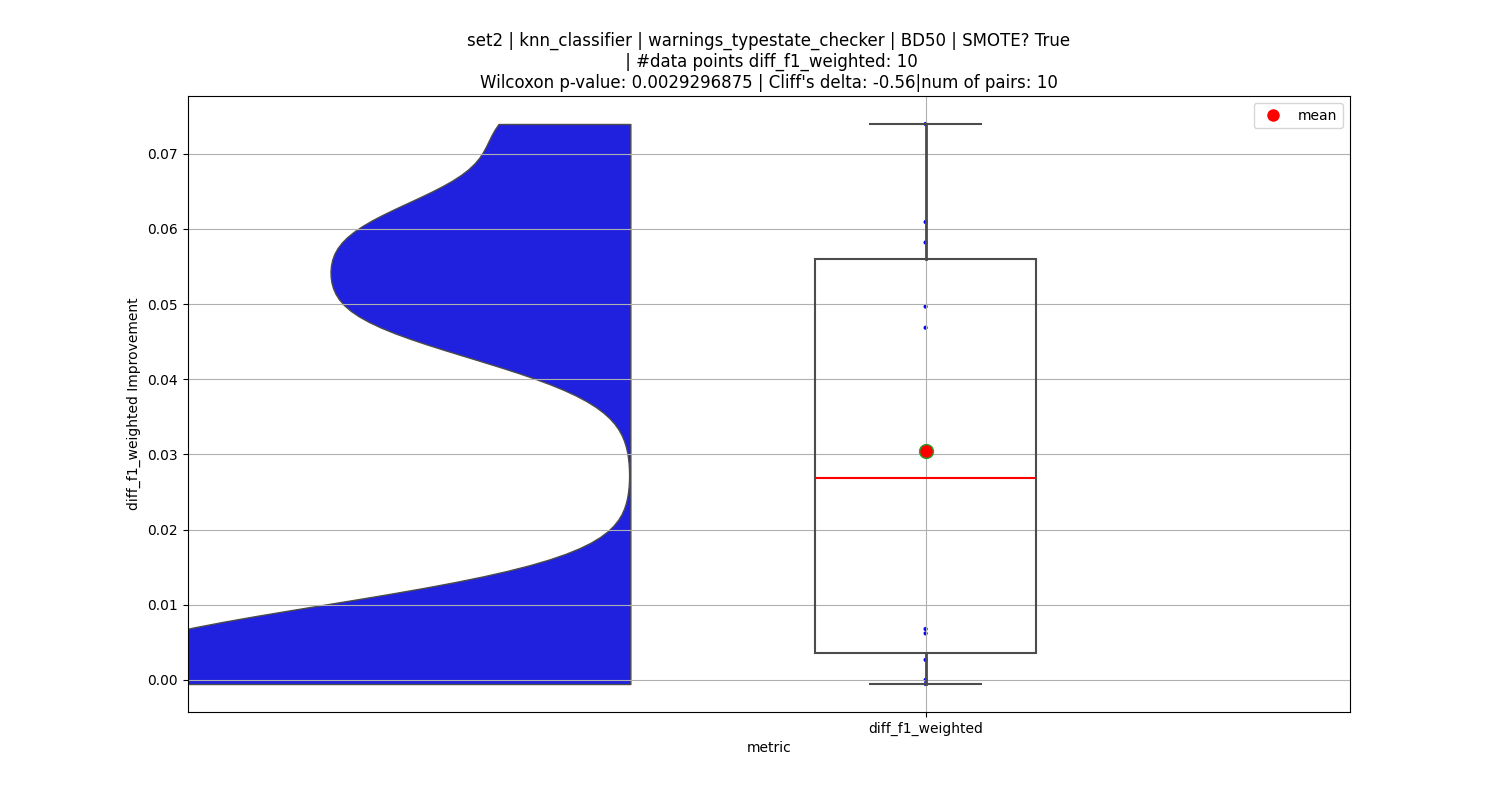 set2 | knn_classifier | warnings_typestate_checker | BD50 | SMOTE? True
| #data points diff_f1_weighted: 10
Wilcoxon p-value: 0.0029296875 | Cliff's delta: -0.56|num of pairs: 10
mean
0.07
0.06
0.05
0.04
0.03
0.02
0.01
0.00
diff_f1_weighted Improvement
diff_f1_weighted
metric